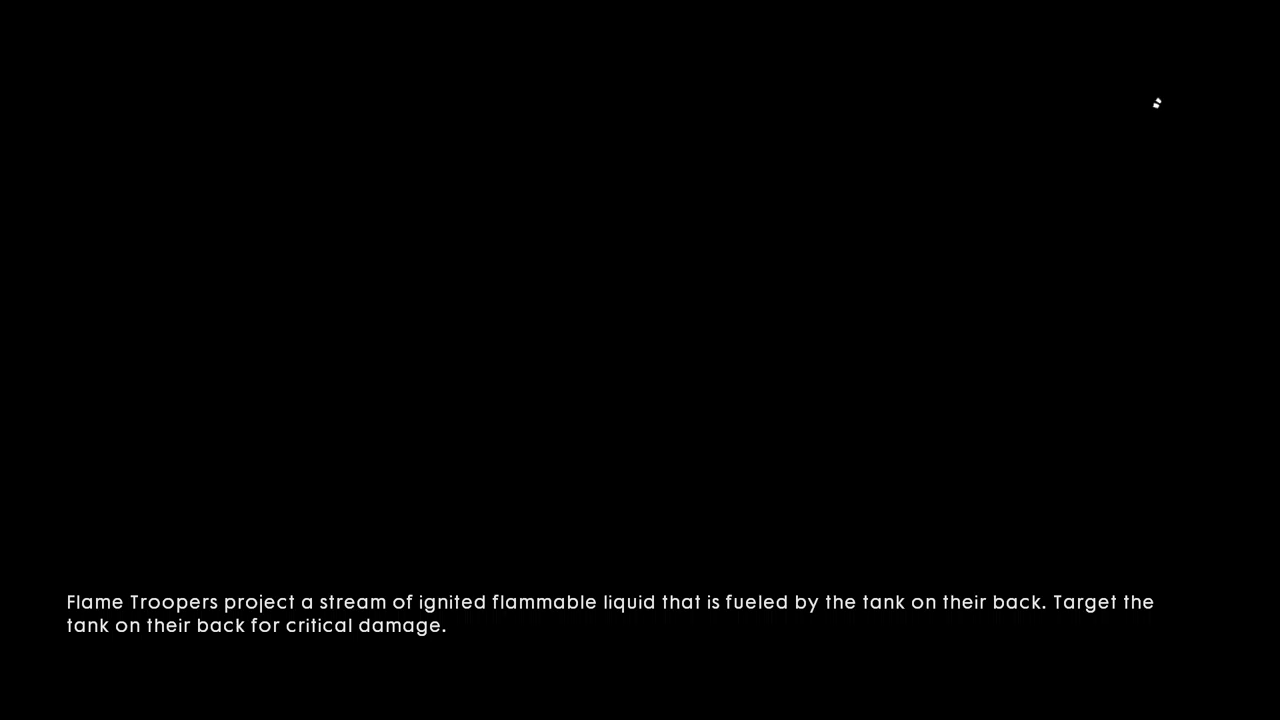 Flame Troopers project a stream of ignited flammable liquid that is fueled by the tank on their back. Target the
tank on their back for critical damage.